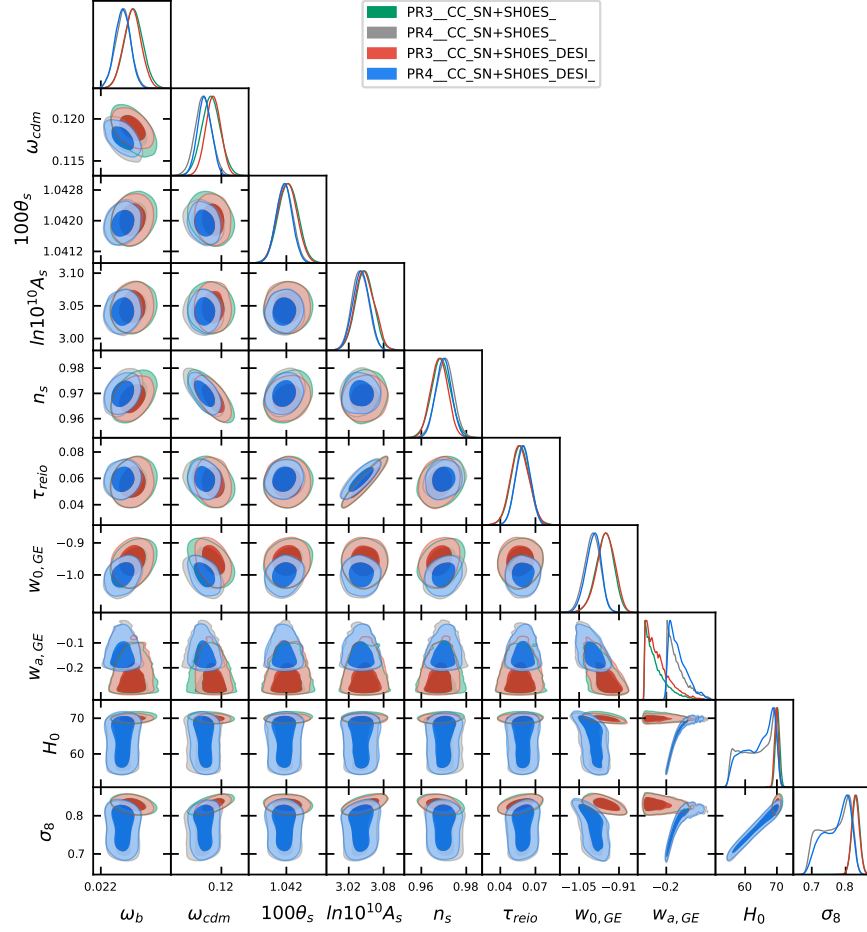 PR3__CC_SN+SH0ES_
PR4__CC_SN+SH0ES_
PR3__CC_SN+SH0ES_DESI_
PR4__CC_SN+SH0ES_DESI_
0.120
0.115
ω_cdm
1.0428
1.0420
1.0412
100θ_s
3.10
3.05
3.00
ln10^10A_s
0.98
0.97
0.96
n_s
0.08
0.06
0.04
τ_reio
−0.9
−1.0
w_0,GE
−0.1
−0.2
w_a,GE
70
60
H_0
0.8
0.7
σ_8
0.022 0.12 1.042 3.02 3.08 0.96 0.98 0.04 0.07 −1.05 −0.91 −0.2 60 70 0.7 0.8
ω_b ω_cdm 100θ_s ln10^10A_s n_s τ_reio w_0,GE w_a,GE H_0 σ_8